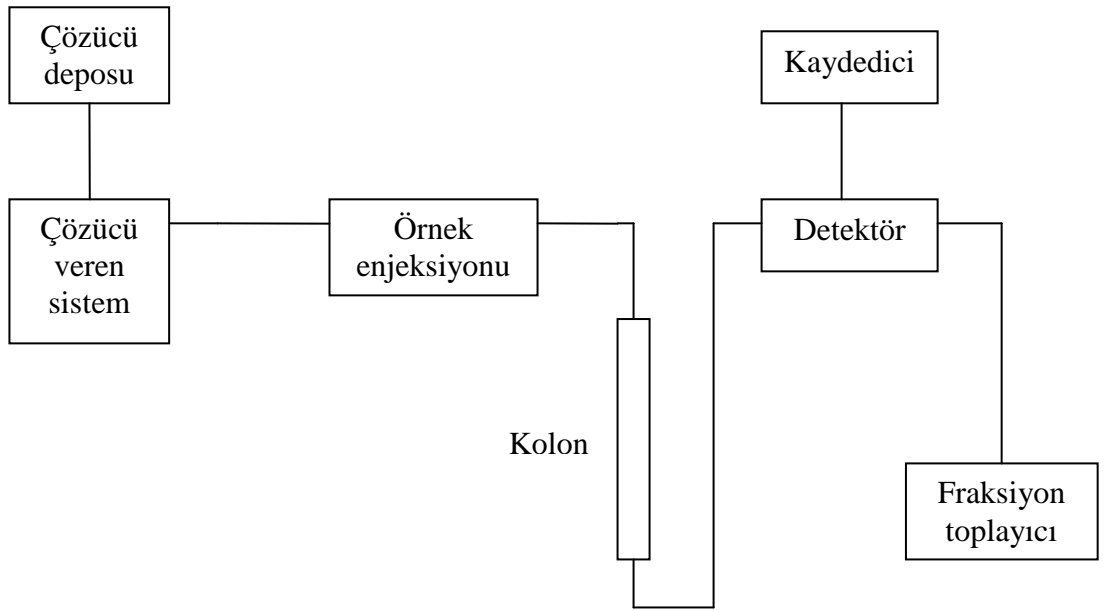 Çözücü
deposu
Kaydedici
Çözücü
veren
sistem
Örnek
enjeksiyonu
Detektör
Kolon
Fraksiyon
toplayıcı